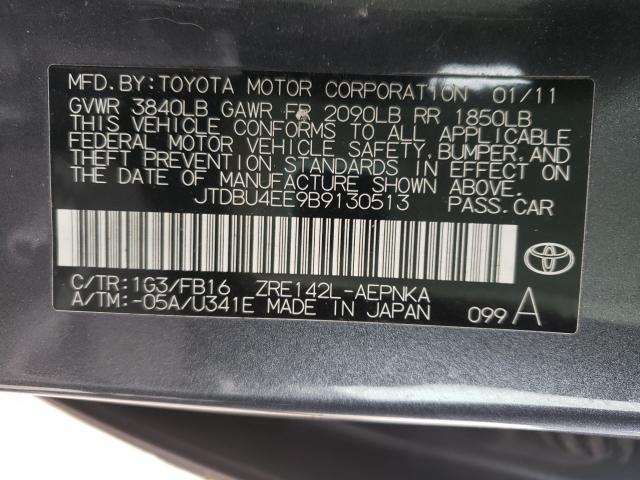 MFD. BY: TOYOTA MOTOR CORPORATION 01/11
GVWR 3840LB GAWR FR 2090LB RR 1850LB
THIS VEHICLE CONFORMS TO ALL APPLICABLE
FEDERAL MOTOR VEHICLE SAFETY, BUMPER, AND
THEFT PREVENTION STANDARDS IN EFFECT ON
THE DATE OF MANUFACTURE SHOWN ABOVE.
JTDBU4EE9B9130513 PASS. CAR
C/TR: 1G3/FB16 ZRE142L-AEPNKA
A/TM: -05A/U341E MADE IN JAPAN 099 A